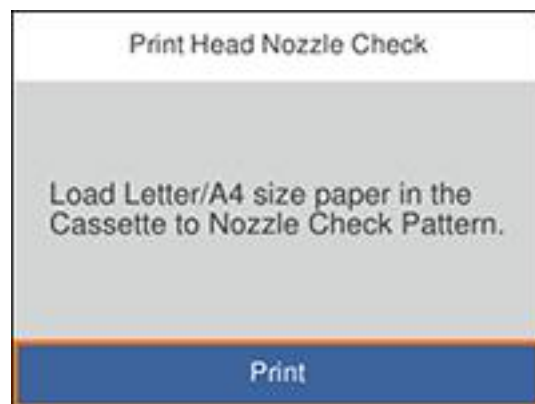 Print Head Nozzle Check
Load Letter/A4 size paper in the
Cassette to Nozzle Check Pattern.
Print